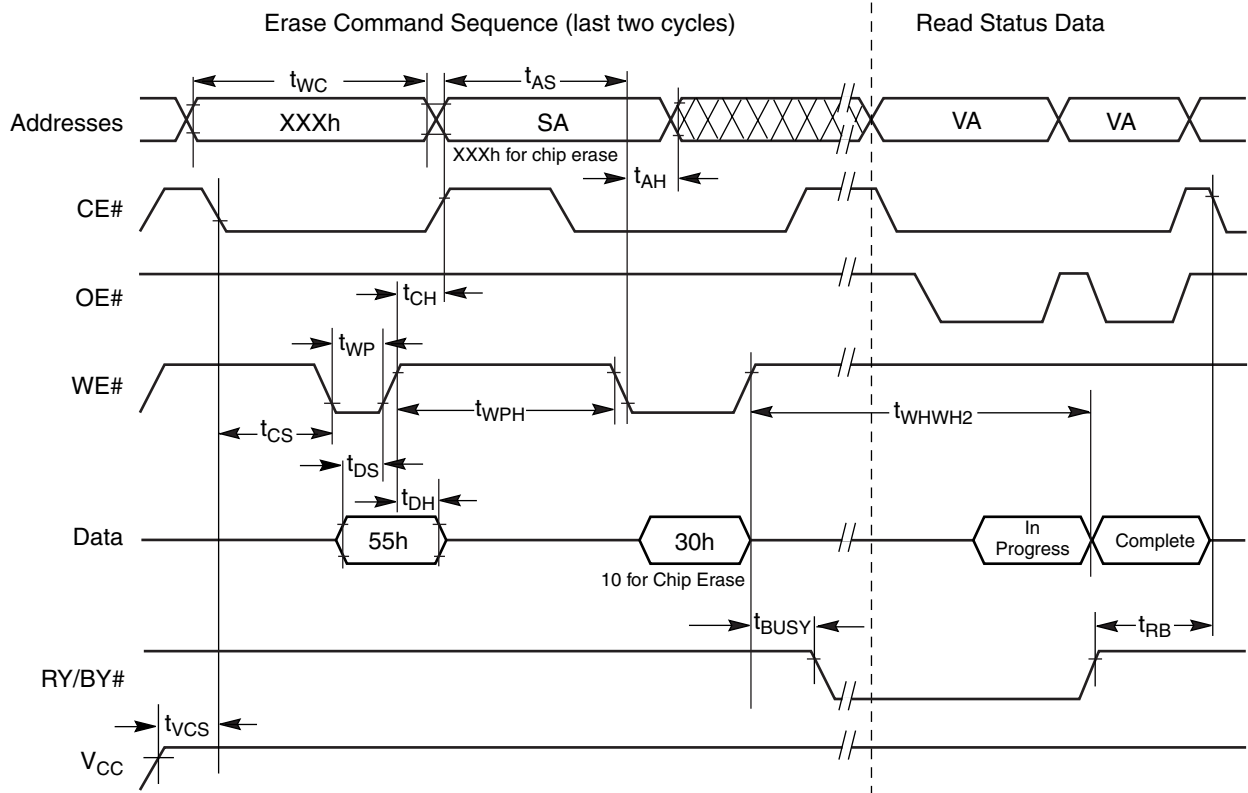 Erase Command Sequence (last two cycles)
Read Status Data
tWC
tAS
Addresses
XXXh
SA
VA
VA
XXXh for chip erase
tAH
CE#
OE#
tCH
tWP
WE#
tWPH
tWHWH2
tCS
tDS
tDH
Data
55h
30h
In
Progress
Complete
10 for Chip Erase
tBUSY
tRB
RY/BY#
tVCS
VCC